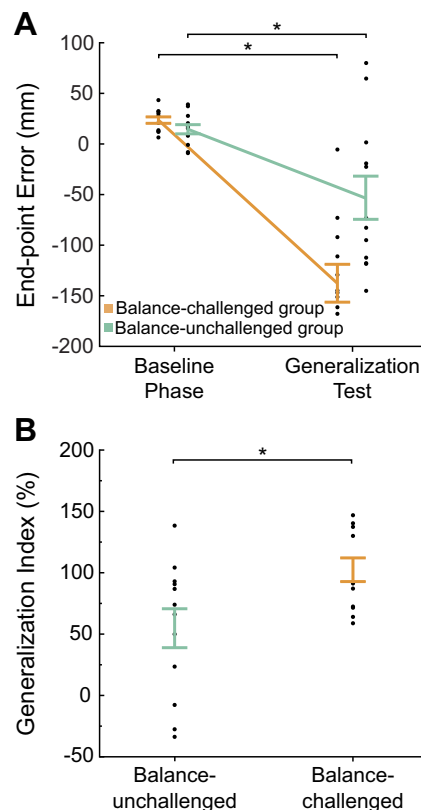 A
*
*
End-point Error (mm)
100
50
0
-50
-100
-150
-200
Balance-challenged group
Balance-unchallenged group
Baseline
Phase
Generalization
Test
B
*
Generalization Index (%)
200
150
100
50
0
-50
Balance-
unchallenged
Balance-
challenged